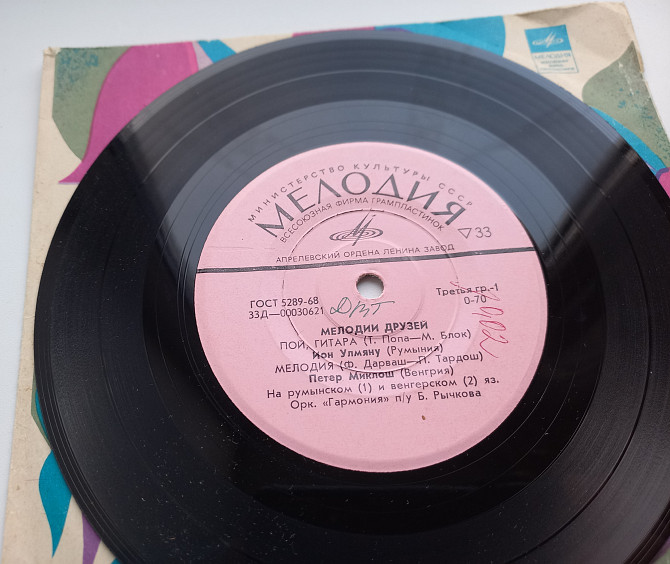 МИНИСТЕРСТВО КУЛЬТУРЫ СССР
МЕЛОДИЯ
ВСЕСОЮЗНАЯ ФИРМА ГРАМПЛАСТИНОК
▽33
АПРЕЛЕВСКИЙ ОРДЕНА ЛЕНИНА ЗАВОД
ГОСТ 5289-68
33Д—00030621
Третья гр.-1
0-70
МЕЛОДИИ ДРУЗЕЙ
ПОЙ, ГИТАРА (Т. Попа—М. Блок)
Ион Улмяну (Румыния)
МЕЛОДИЯ (Ф. Дарваш—П. Тардош)
Петер Миклош (Венгрия)
На румынском (1) и венгерском (2) яз.
Орк. «Гармония» п/у Б. Рычкова
МЕЛОДИЯ